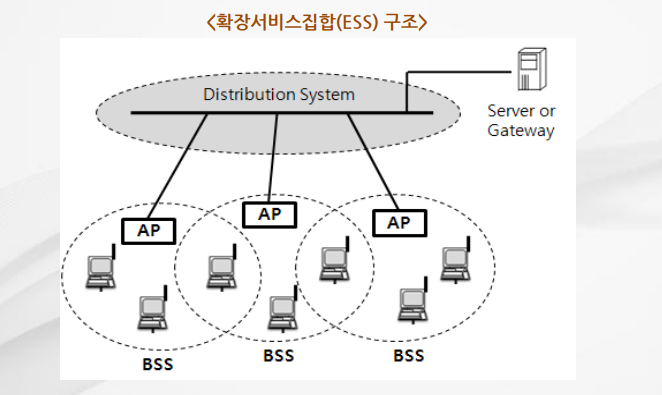 <확장서비스집합(ESS) 구조>
Distribution System
Server or
Gateway
AP
AP
AP
BSS
BSS
BSS